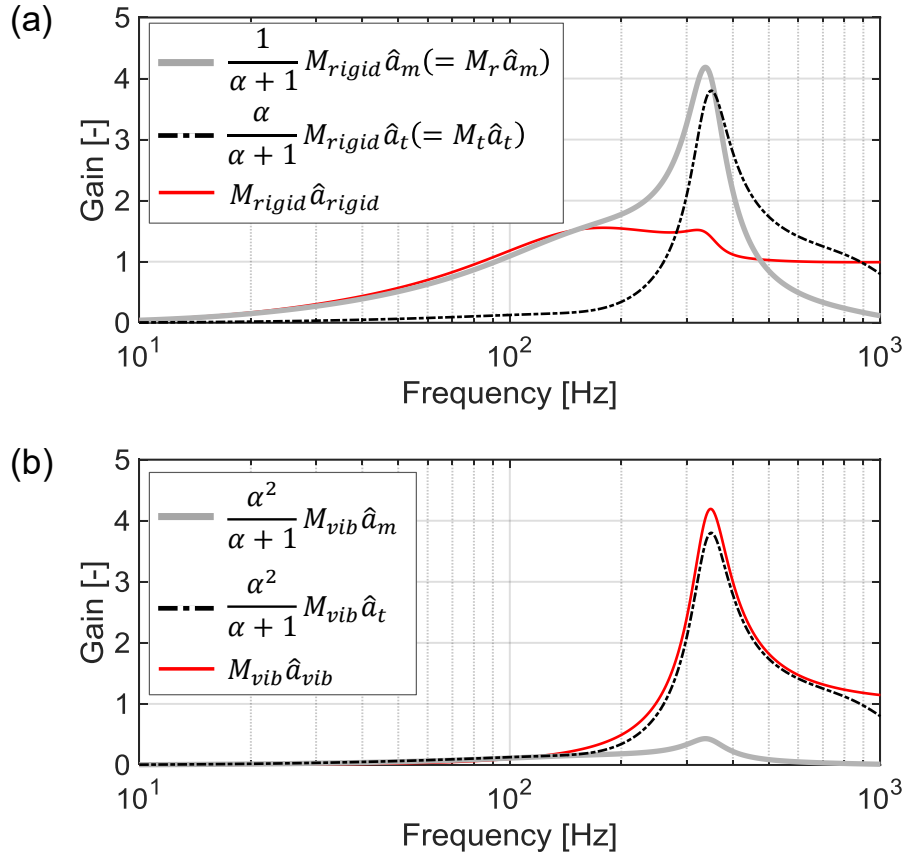 (a)
5
4
3
2
1
0
Gain [-]
1/(α + 1) M_rigid â_m (= M_r â_m)
α/(α + 1) M_rigid â_t (= M_t â_t)
M_rigid â_rigid
10^1 10^2 10^3
Frequency [Hz]
(b)
5
4
3
2
1
0
Gain [-]
α^2/(α + 1) M_vib â_m
α^2/(α + 1) M_vib â_t
M_vib â_vib
10^1 10^2 10^3
Frequency [Hz]